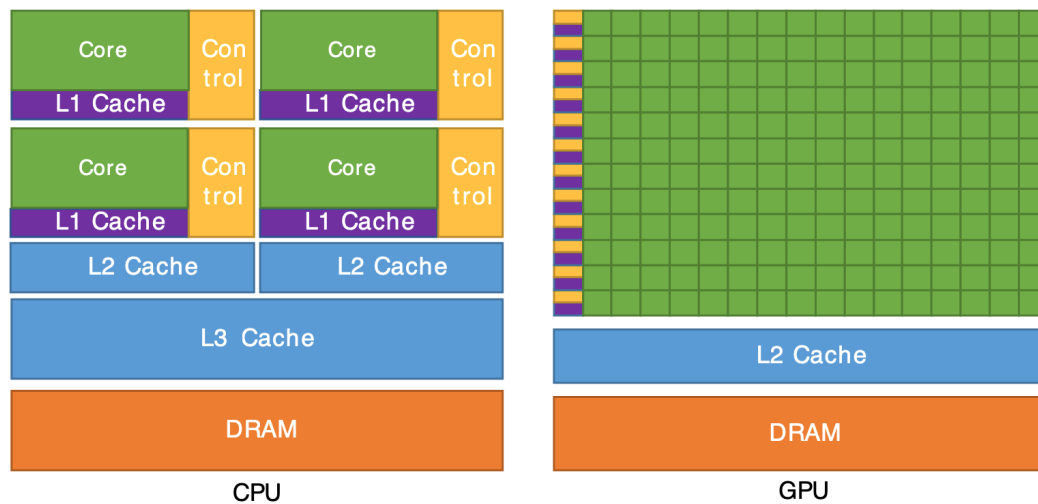 Core
Con
trol
Core
Con
trol
L1 Cache
L1 Cache
Core
Con
trol
Core
Con
trol
L1 Cache
L1 Cache
L2 Cache
L2 Cache
L3 Cache
DRAM
CPU
L2 Cache
DRAM
GPU